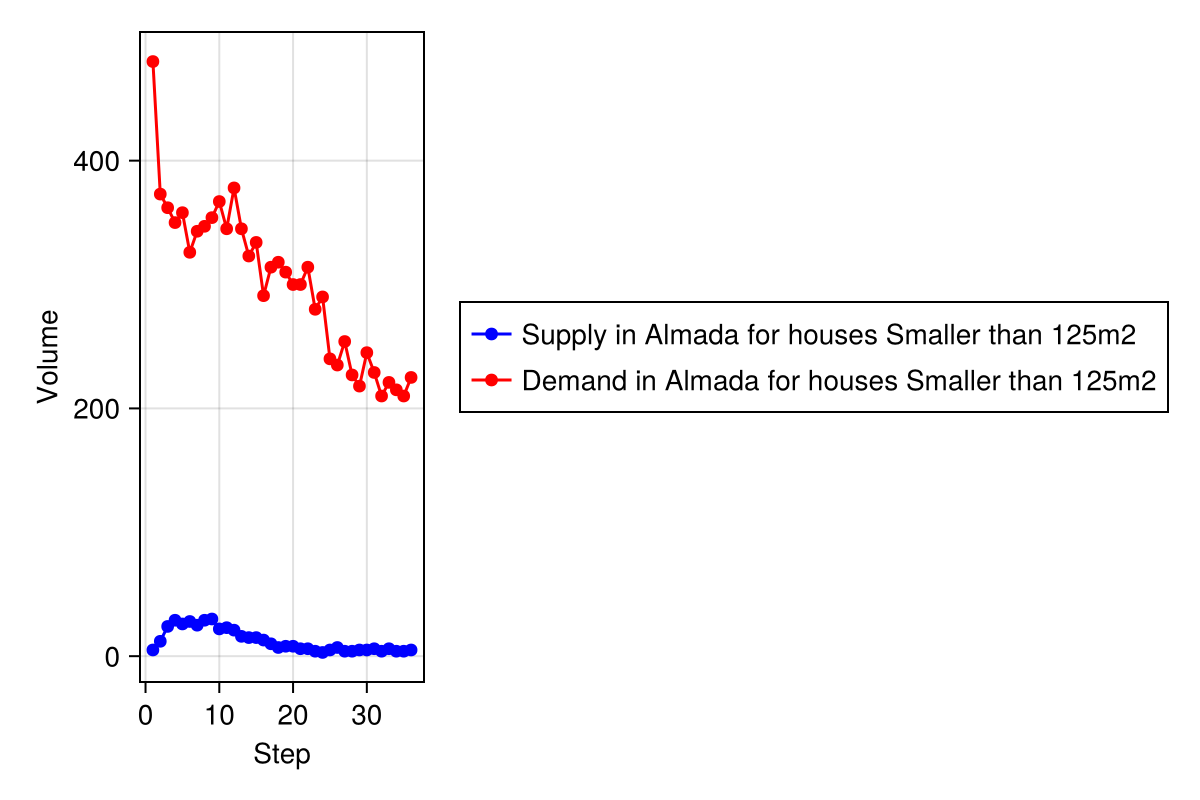 Volume
400
200
0
0 10 20 30
Step
Supply in Almada for houses Smaller than 125m2
Demand in Almada for houses Smaller than 125m2